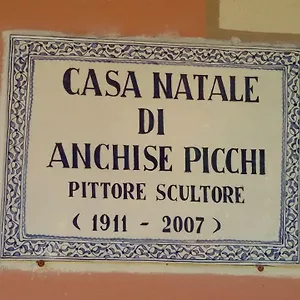 CASA NATALE
DI
ANCHISE PICCHI
PITTORE SCULTORE
( 1911 - 2007 )